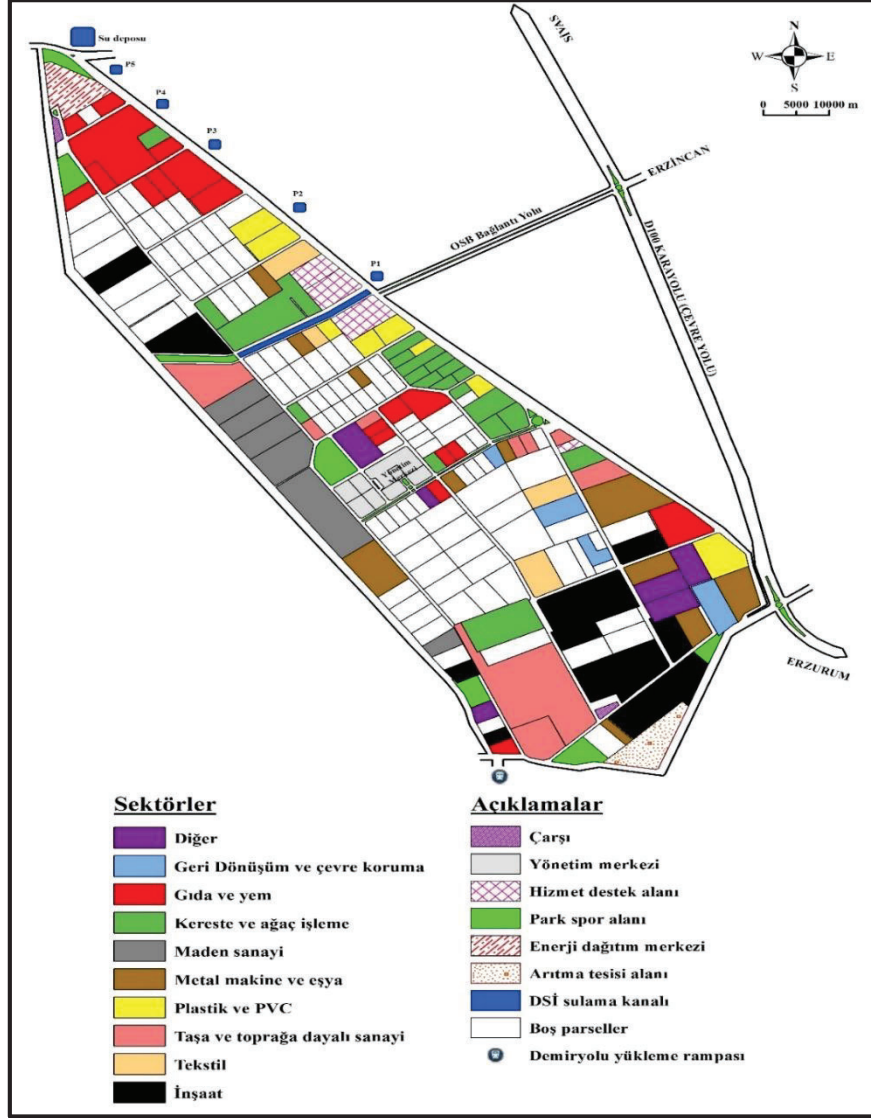 Su deposu
P5
P4
P3
P2
P1
SVAİS
N
W E
S
0 5000 10000 m
ERZİNCAN
OSB Bağlantı Yolu
D100 KARAYOLU (ÇEVRE YOLU)
Yönetim
Merkezi
ERZURUM
Sektörler
Diğer
Geri Dönüşüm ve çevre koruma
Gıda ve yem
Kereste ve ağaç işleme
Maden sanayi
Metal makine ve eşya
Plastik ve PVC
Taşa ve toprağa dayalı sanayi
Tekstil
İnşaat
Açıklamalar
Çarşı
Yönetim merkezi
Hizmet destek alanı
Park spor alanı
Enerji dağıtım merkezi
Arıtma tesisi alanı
DSİ sulama kanalı
Boş parseller
Demiryolu yükleme rampası